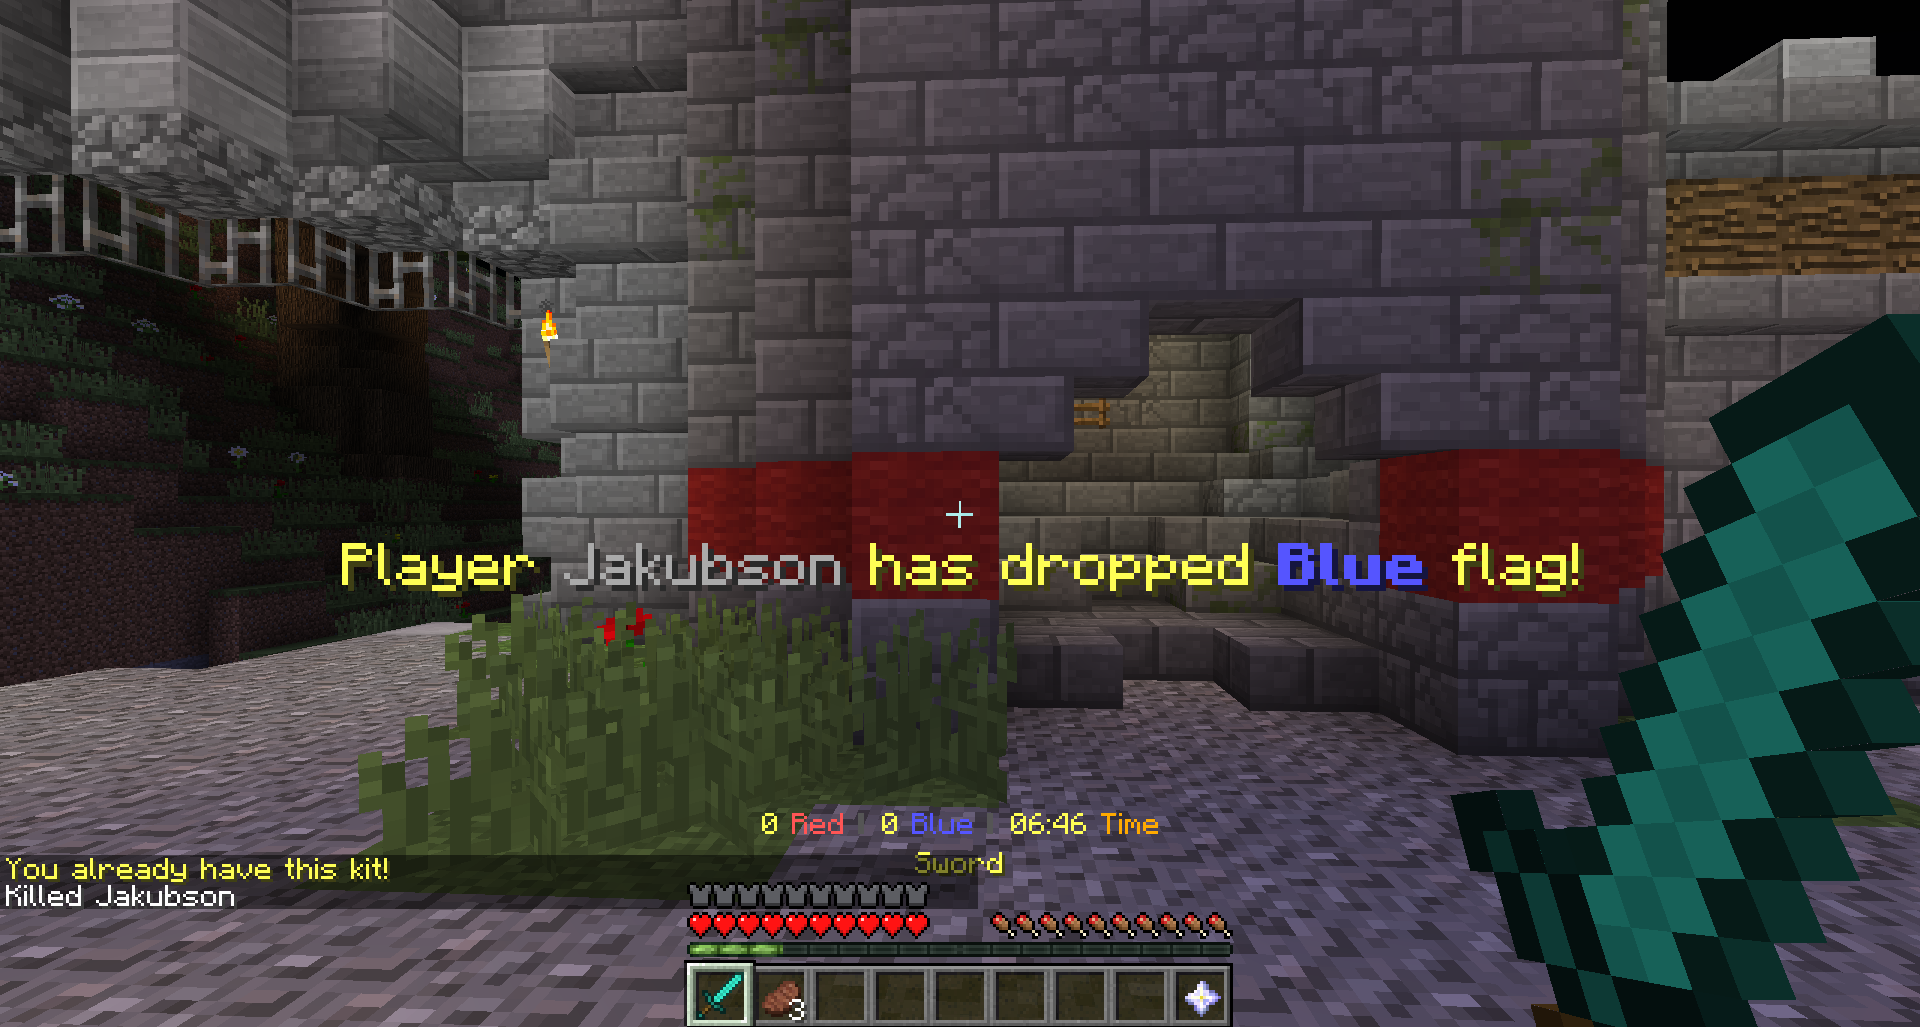 Player Jakubson has dropped Blue flag!
0 Red | 0 Blue | 06:46 Time
Sword
You already have this kit!
Killed Jakubson
3